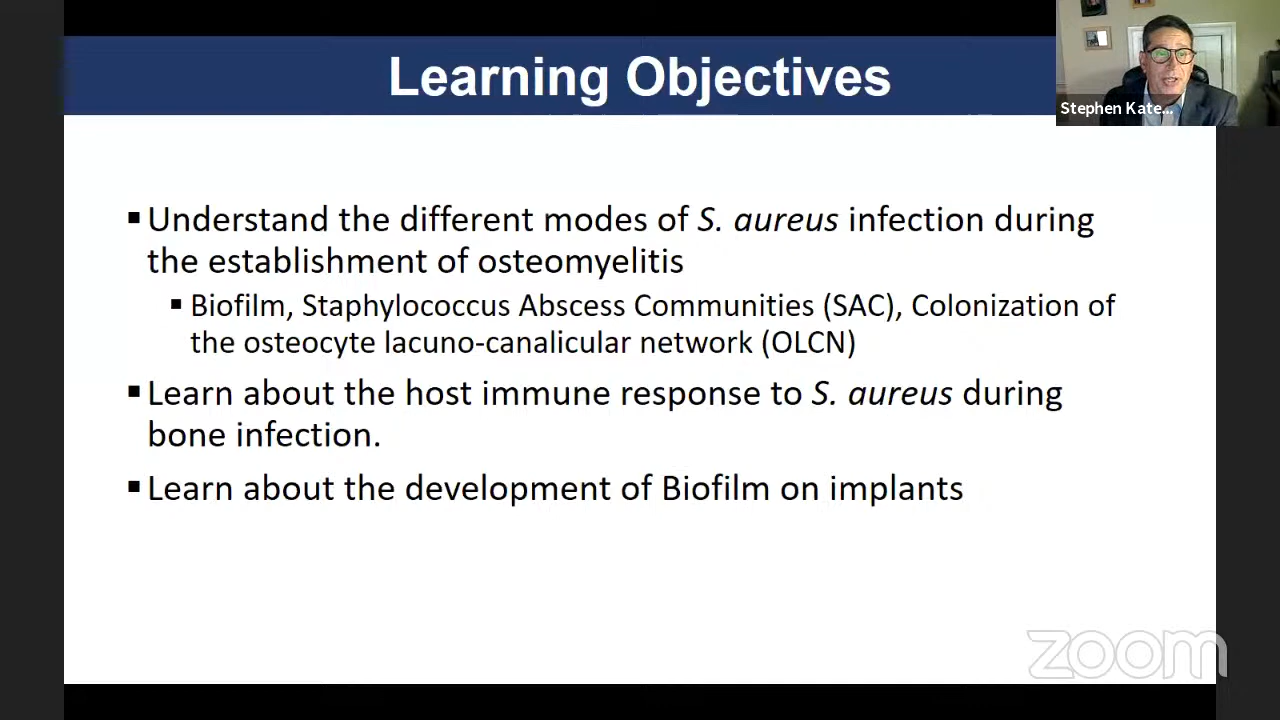 Learning Objectives
Stephen Kate...
▪ Understand the different modes of S. aureus infection during
the establishment of osteomyelitis
▪ Biofilm, Staphylococcus Abscess Communities (SAC), Colonization of
the osteocyte lacuno-canalicular network (OLCN)
▪ Learn about the host immune response to S. aureus during
bone infection.
▪ Learn about the development of Biofilm on implants
zoom